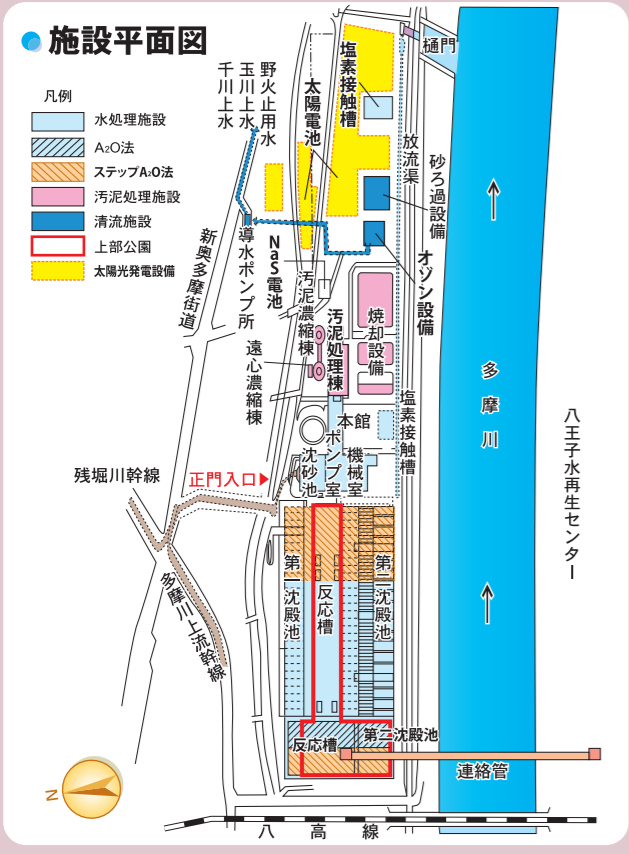 施設平面図
凡例
水処理施設
A₂O法
ステップA₂O法
汚泥処理施設
清流施設
上部公園
太陽光発電設備
野火止用水
玉川上水
千川上水
太陽電池
塩素接触槽
樋門
放流渠
砂ろ過設備
オゾン設備
導水ポンプ所
NaS電池
新奥多摩街道
汚泥濃縮棟
汚泥処理棟
焼却設備
遠心濃縮棟
塩素接触槽
多摩川
八王子水再生センター
本館
ポンプ室
機械室
沈砂池
残堀川幹線
正門入口▶
多摩川上流幹線
第一沈殿池
反応槽
第二沈殿池
反応槽
第二沈殿池
連絡管
八高線
N